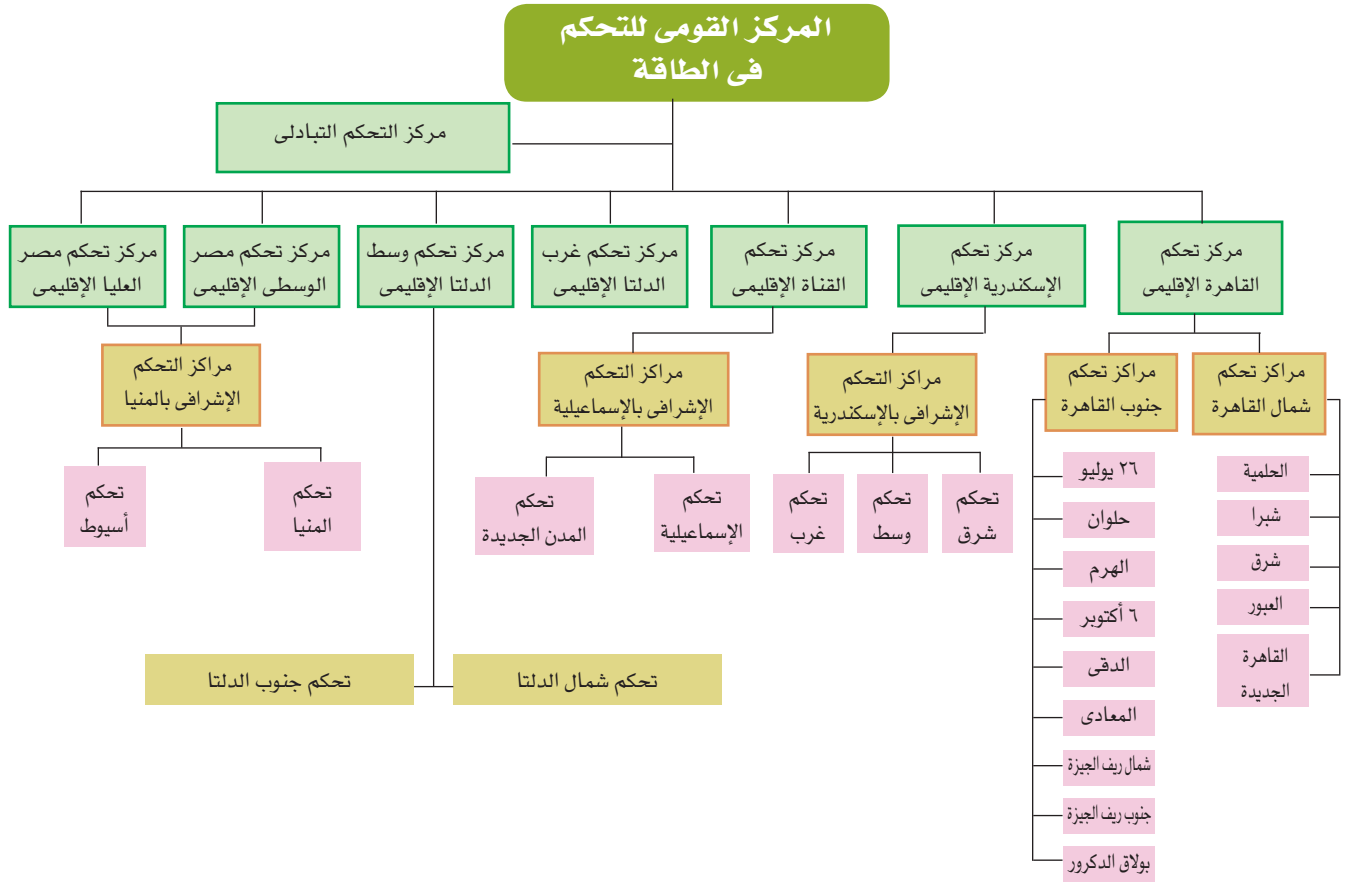 المركز القومى للتحكم
فى الطاقة
مركز التحكم التبادلى
مركز تحكم
القاهرة الإقليمى
مركز تحكم
الإسكندرية الإقليمى
مركز تحكم
القناة الإقليمى
مركز تحكم غرب
الدلتا الإقليمى
مركز تحكم وسط
الدلتا الإقليمى
مركز تحكم مصر
الوسطى الإقليمى
مركز تحكم مصر
العليا الإقليمى
مراكز تحكم
شمال القاهرة
مراكز تحكم
جنوب القاهرة
مراكز التحكم
الإشرافى بالإسكندرية
مراكز التحكم
الإشرافى بالإسماعيلية
مراكز التحكم
الإشرافى بالمنيا
الحلمية
شبرا
شرق
العبور
القاهرة
الجديدة
٢٦ يوليو
حلوان
الهرم
٦ أكتوبر
الدقى
المعادى
شمال ريف الجيزة
جنوب ريف الجيزة
بولاق الدكرور
تحكم
شرق
تحكم
وسط
تحكم
غرب
تحكم
الإسماعيلية
تحكم
المدن الجديدة
تحكم
المنيا
تحكم
أسيوط
تحكم شمال الدلتا
تحكم جنوب الدلتا